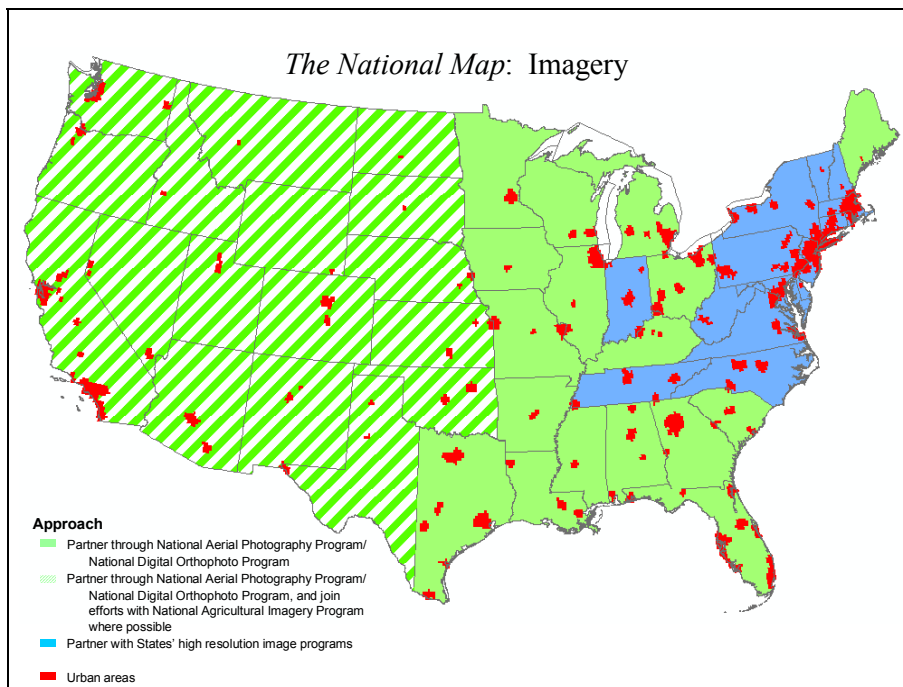 The National Map: Imagery
Approach
Partner through National Aerial Photography Program/
National Digital Orthophoto Program
Partner through National Aerial Photography Program/
National Digital Orthophoto Program, and join
efforts with National Agricultural Imagery Program
where possible
Partner with States' high resolution image programs
Urban areas